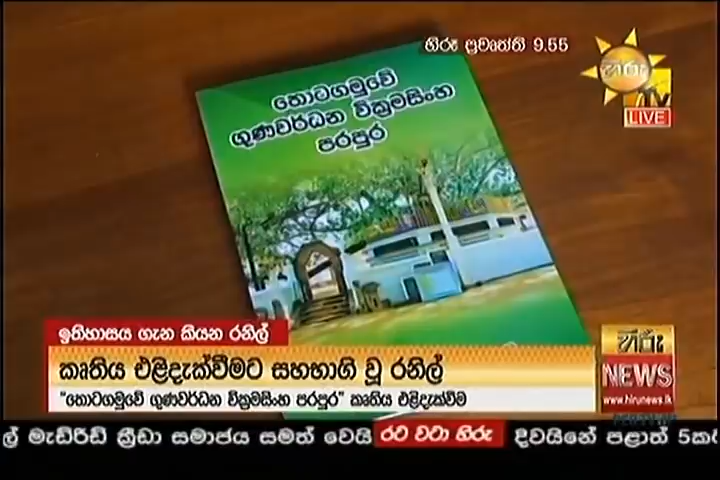 හිරු ප්‍රවෘත්ති 9.55
හිරු
TV
LIVE
තොටගමුවේ
ගුණවර්ධන වික්‍රමසිංහ
පරපුර
ඉතිහාසය ගැන කියන රනිල්
කෘතිය එළිදැක්වීමට සහභාගි වූ රනිල්
"තොටගමුවේ ගුණවර්ධන වික්‍රමසිංහ පරපුර" කෘතිය එළිදැක්වීම
හිරු
NEWS
www.hirunews.lk
ල් මැඩ්රිඩ් ක්‍රීඩා සමාජය සමත් වෙයි රට වටා හිරු දිවයිනේ පළාත් 5කට